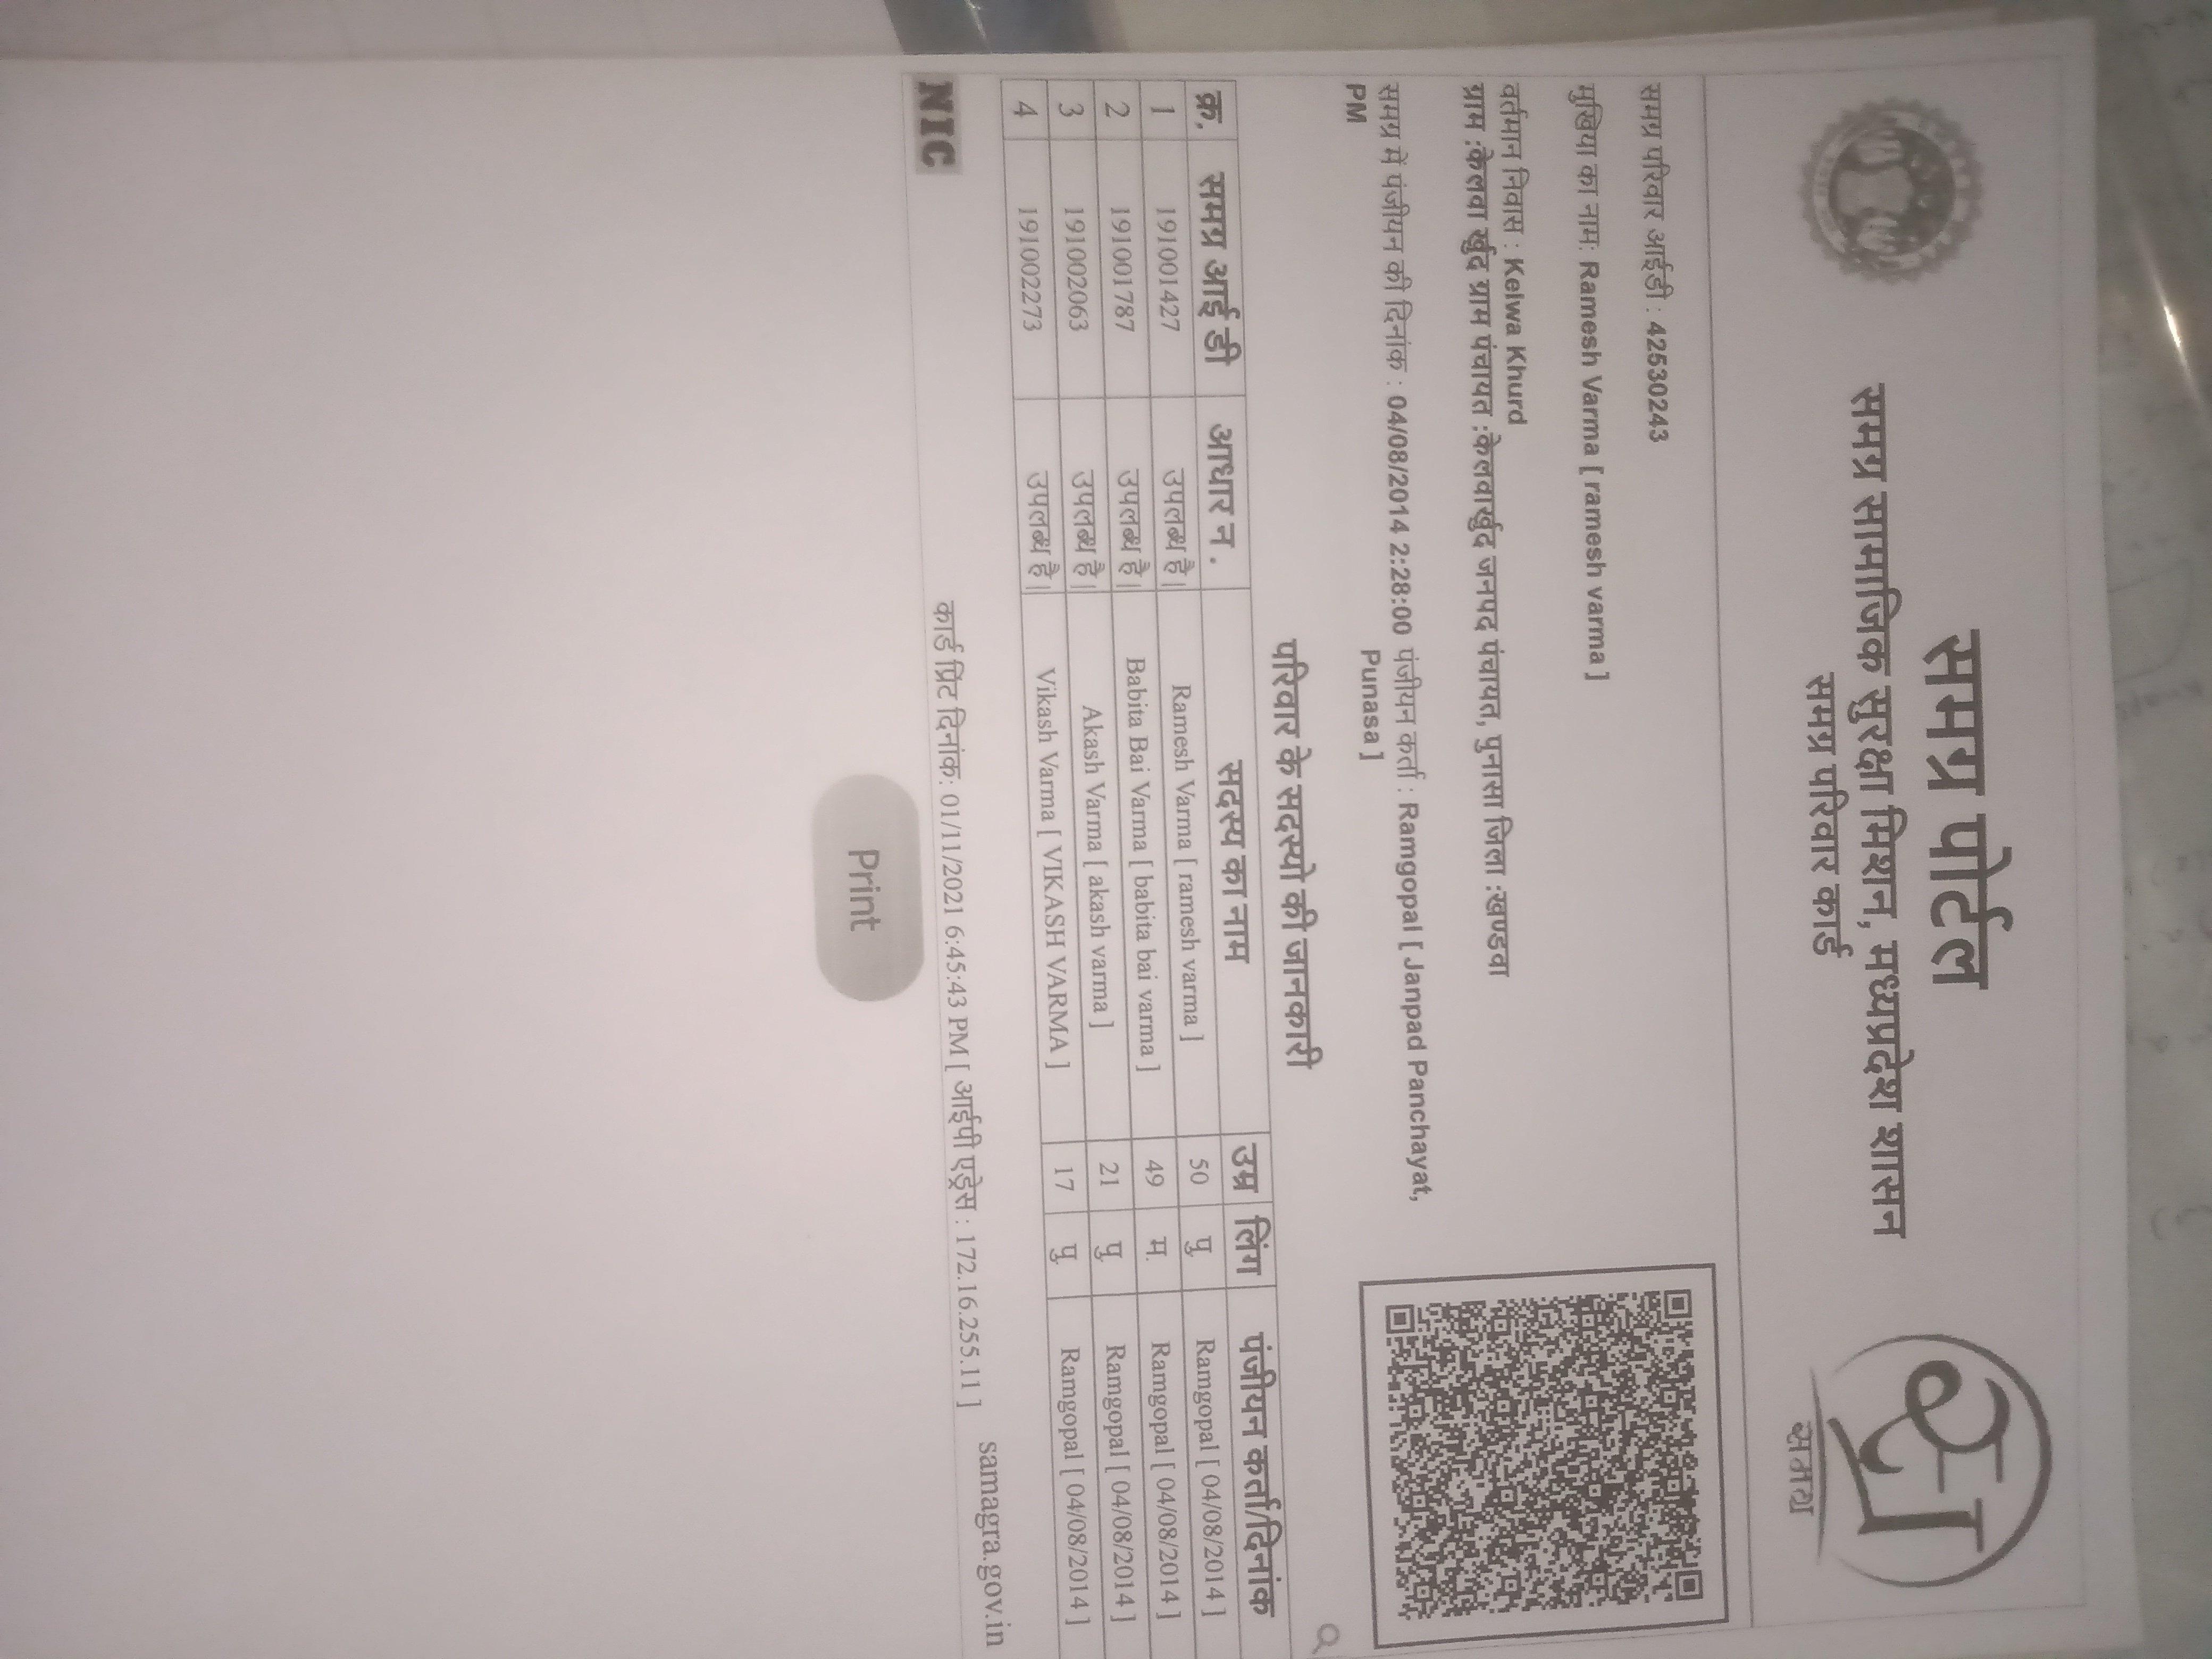 समग्र पोर्टल
समग्र सामाजिक सुरक्षा मिशन, मध्यप्रदेश शासन
समग्र परिवार कार्ड
समग्र
समग्र परिवार आईडी : 42530243
मुखिया का नाम: Ramesh Varma [ ramesh varma ]
वर्तमान निवास : Kelwa Khurd
ग्राम :केलवा र्खुद ग्राम पंचायत :केलवार्खुद जनपद पंचायत, पुनासा जिला :खण्डवा
समग्र में पंजीयन की दिनांक : 04/08/2014 2:28:00 PM
पंजीयन कर्ता : Ramgopal [ Janpad Panchayat, Punasa ]
परिवार के सदस्यो की जानकारी
क्र. समग्र आई डी आधार न . सदस्य का नाम उम्र लिंग पंजीयन कर्ता/दिनांक
1 191001427 उपलब्ध है। Ramesh Varma [ ramesh varma ] 50 पु. Ramgopal [ 04/08/2014 ]
2 191001787 उपलब्ध है। Babita Bai Varma [ babita bai varma ] 49 म. Ramgopal [ 04/08/2014 ]
3 191002063 उपलब्ध है। Akash Varma [ akash varma ] 21 पु. Ramgopal [ 04/08/2014 ]
4 191002273 उपलब्ध है। Vikash Varma [ VIKASH VARMA ] 17 पु. Ramgopal [ 04/08/2014 ]
NIC
कार्ड प्रिंट दिनांक: 01/11/2021 6:45:43 PM [ आईपी एड्रेस : 172.16.255.11 ]
samagra.gov.in
Print